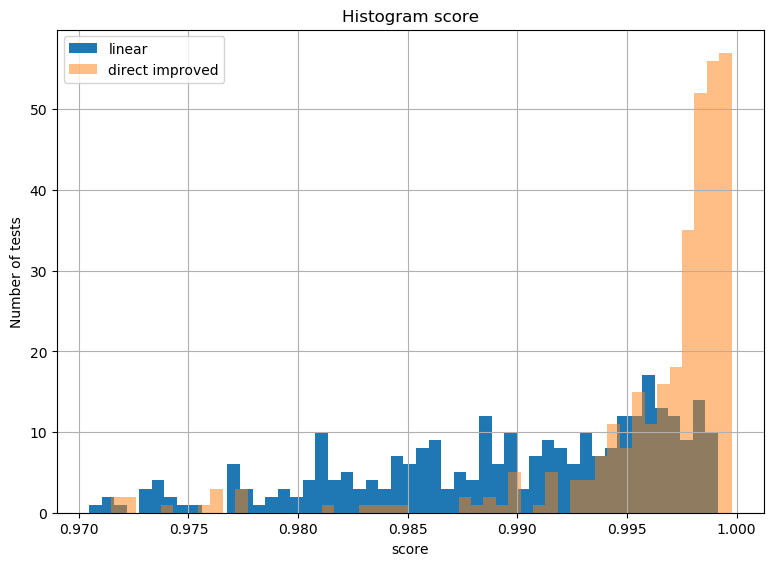 Histogram score
linear
direct improved
Number of tests
50
40
30
20
10
0
0.970 0.975 0.980 0.985 0.990 0.995 1.000
score